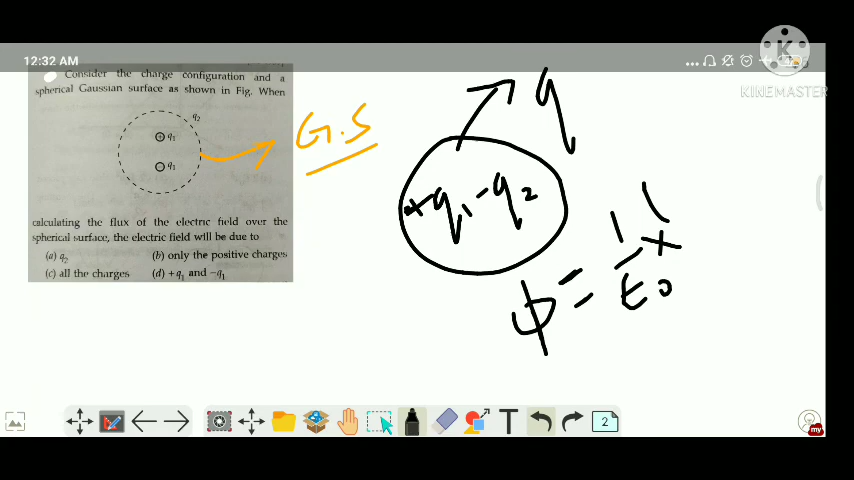 12:32 AM
KINEMASTER
Consider the charge configuration and a
spherical Gaussian surface as shown in Fig. When
q2
+ q1
− q1
calculating the flux of the electric field over the
spherical surface, the electric field will be due to
(a) q2 (b) only the positive charges
(c) all the charges (d) +q1 and −q1
G.S
q
+q1 −q2
ϕ = 1 ×
ε0
T
2
my